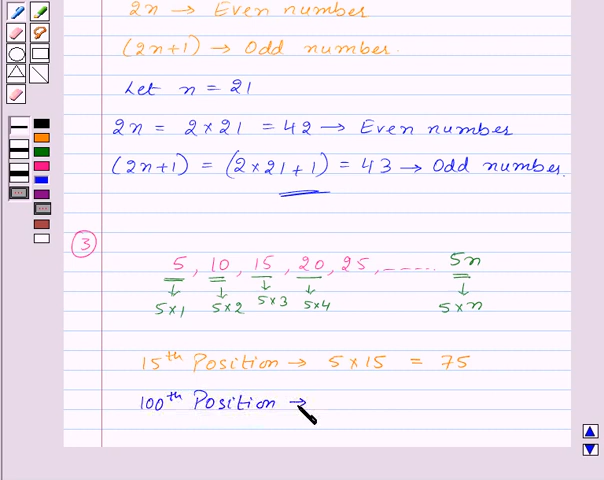 2n → Even number
(2n+1) → Odd number.
Let n = 21
2n = 2×21 = 42 → Even number
(2n+1) = (2×21+1) = 43 → Odd number.
3
5, 10, 15, 20, 25, ------ 5n
5×1 5×2 5×3 5×4 5×n
15th Position → 5×15 = 75
100th Position →